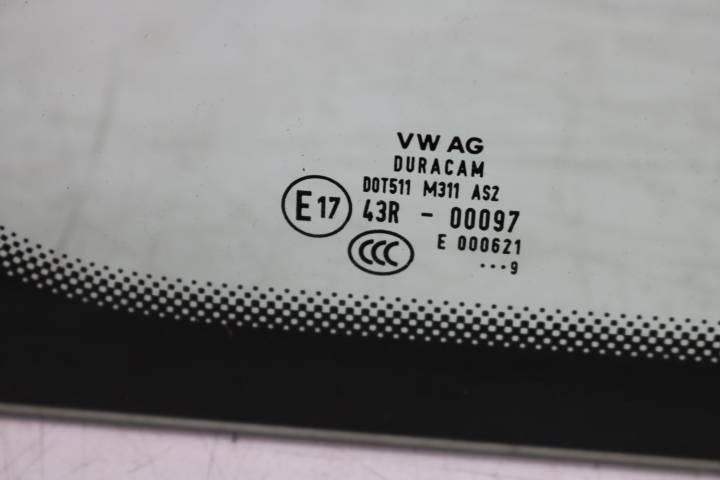 VW AG
DURACAM
DOT511 M311 AS2
E17 43R - 00097
CCC E 000621
...9